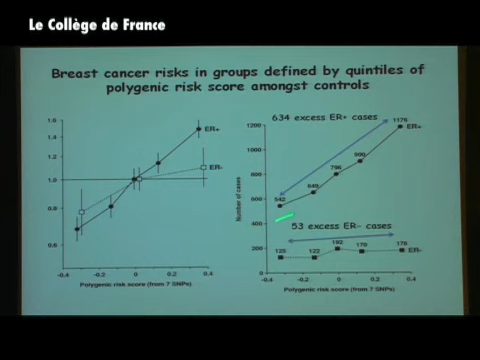 Le Collège de France
Breast cancer risks in groups defined by quintiles of
polygenic risk score amongst controls
1.6
1.4
1.2
1.0
0.8
0.6
ER+
ER-
-0.4
-0.2
0
0.2
0.4
Polygenic risk score (from 7 SNPs)
634 excess ER+ cases
1200
1000
800
600
400
200
0
Number of cases
542
649
796
900
1176
ER+
53 excess ER- cases
122
192
170
176
ER-
-0.4
-0.2
0
0.2
0.4
Polygenic risk score (from 7 SNPs)